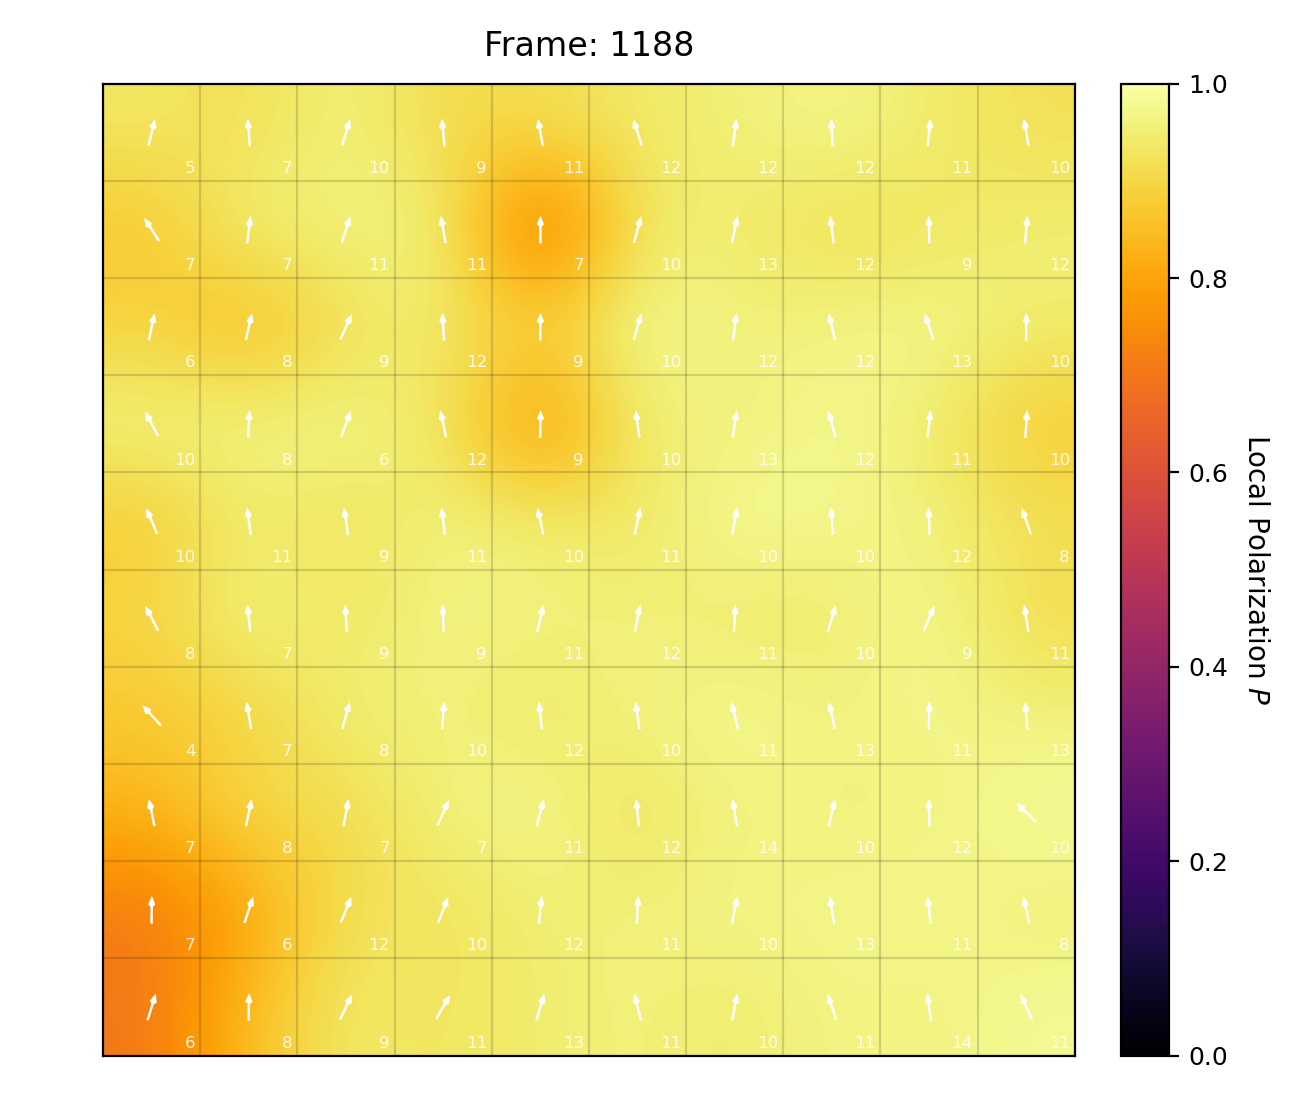 Frame: 1188
5 7 10 9 11 12 12 12 11 10
7 7 11 11 7 10 13 12 9 12
6 8 9 12 9 10 12 12 13 10
10 8 6 12 9 10 13 12 11 10
10 11 9 11 10 11 10 10 12 8
8 7 9 9 11 12 11 10 9 11
4 7 8 10 12 10 11 13 11 13
7 8 7 7 11 12 14 10 12 10
7 6 12 10 12 11 10 13 11 8
6 8 9 11 13 11 10 11 14 11
1.0
0.8
0.6
0.4
0.2
0.0
Local Polarization P